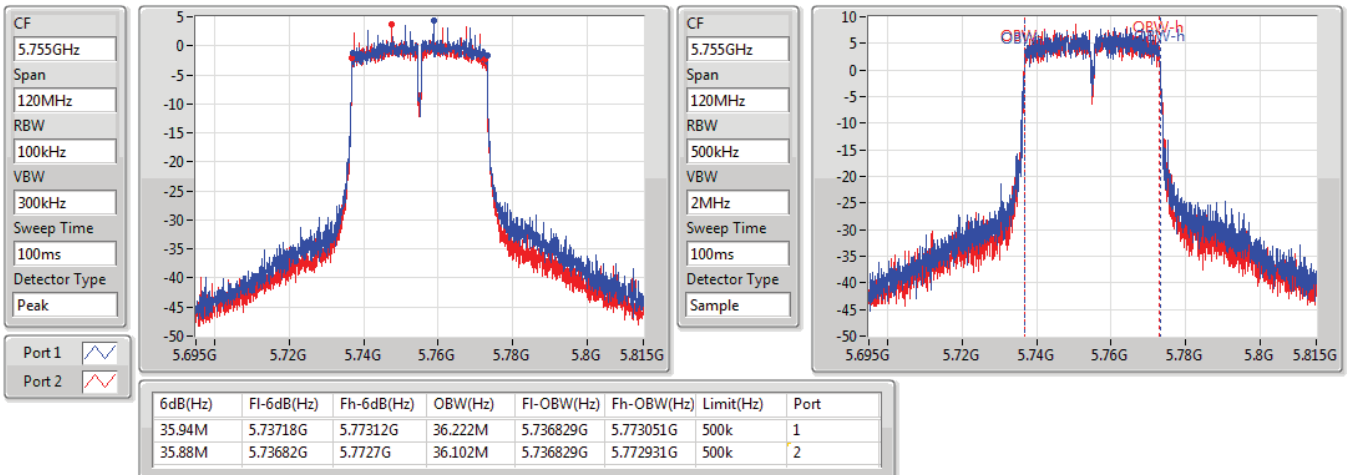 CF
5.755GHz
Span
120MHz
RBW
100kHz
VBW
300kHz
Sweep Time
100ms
Detector Type
Peak
Port 1
Port 2
5
0
-5
-10
-15
-20
-25
-30
-35
-40
-45
-50
5.695G 5.72G 5.74G 5.76G 5.78G 5.8G 5.815G
CF
5.755GHz
Span
120MHz
RBW
500kHz
VBW
2MHz
Sweep Time
100ms
Detector Type
Sample
10
5
0
-5
-10
-15
-20
-25
-30
-35
-40
-45
-50
OBW-h
OBW-h
5.695G 5.72G 5.74G 5.76G 5.78G 5.8G 5.815G
6dB(Hz) Fl-6dB(Hz) Fh-6dB(Hz) OBW(Hz) Fl-OBW(Hz) Fh-OBW(Hz) Limit(Hz) Port
35.94M 5.73718G 5.77312G 36.222M 5.736829G 5.773051G 500k 1
35.88M 5.73682G 5.7727G 36.102M 5.736829G 5.772931G 500k 2